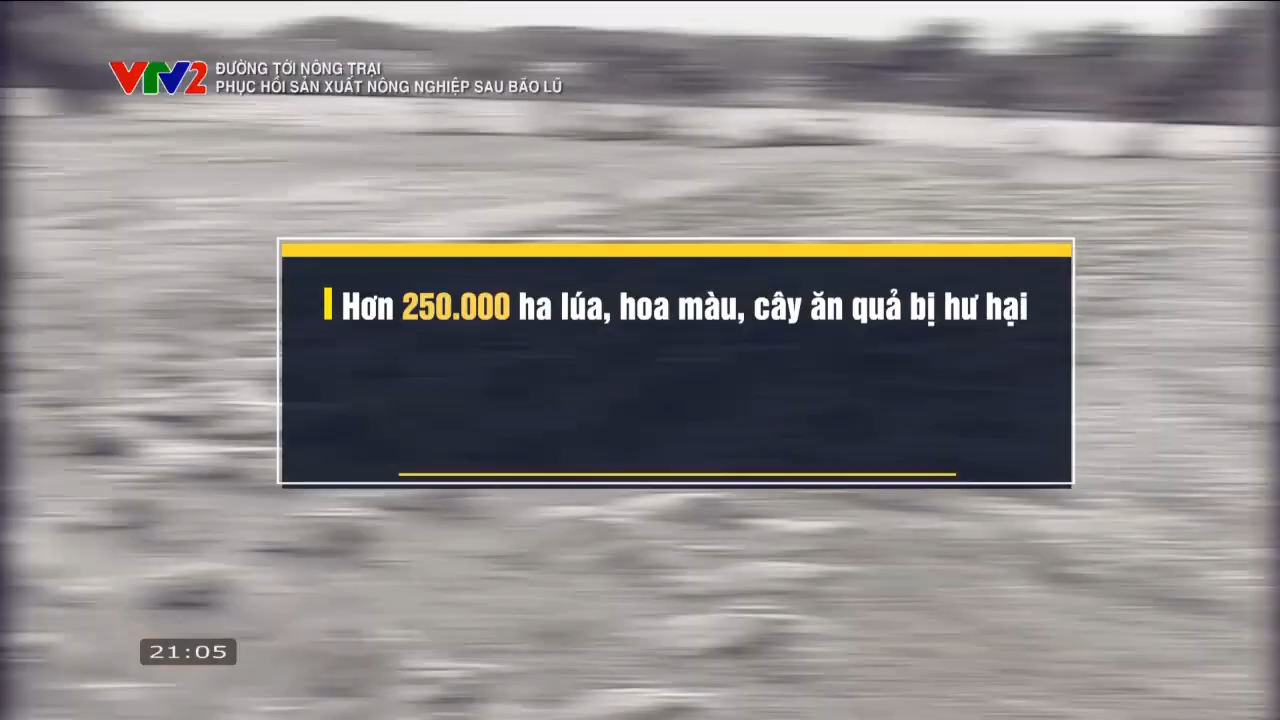 VTV2
ĐƯỜNG TỚI NÔNG TRẠI
PHỤC HỒI SẢN XUẤT NÔNG NGHIỆP SAU BÃO LŨ
Hơn 250.000 ha lúa, hoa màu, cây ăn quả bị hư hại
21:05